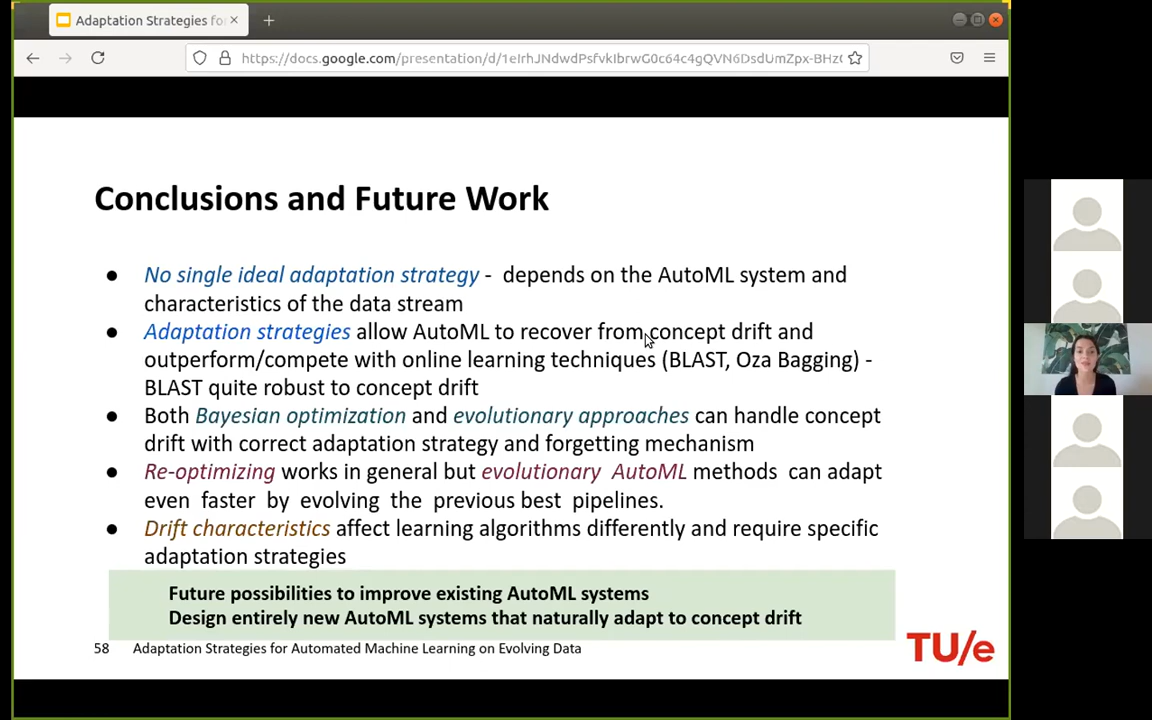 Adaptation Strategies fo
https://docs.google.com/presentation/d/1eIrhJNdwdPsfvkIbrwG0c64c4gQVN6DsdUmZpx-BHz
Conclusions and Future Work
● No single ideal adaptation strategy - depends on the AutoML system and
characteristics of the data stream
● Adaptation strategies allow AutoML to recover from concept drift and
outperform/compete with online learning techniques (BLAST, Oza Bagging) -
BLAST quite robust to concept drift
● Both Bayesian optimization and evolutionary approaches can handle concept
drift with correct adaptation strategy and forgetting mechanism
● Re-optimizing works in general but evolutionary AutoML methods can adapt
even faster by evolving the previous best pipelines.
● Drift characteristics affect learning algorithms differently and require specific
adaptation strategies
Future possibilities to improve existing AutoML systems
Design entirely new AutoML systems that naturally adapt to concept drift
58 Adaptation Strategies for Automated Machine Learning on Evolving Data
TU/e